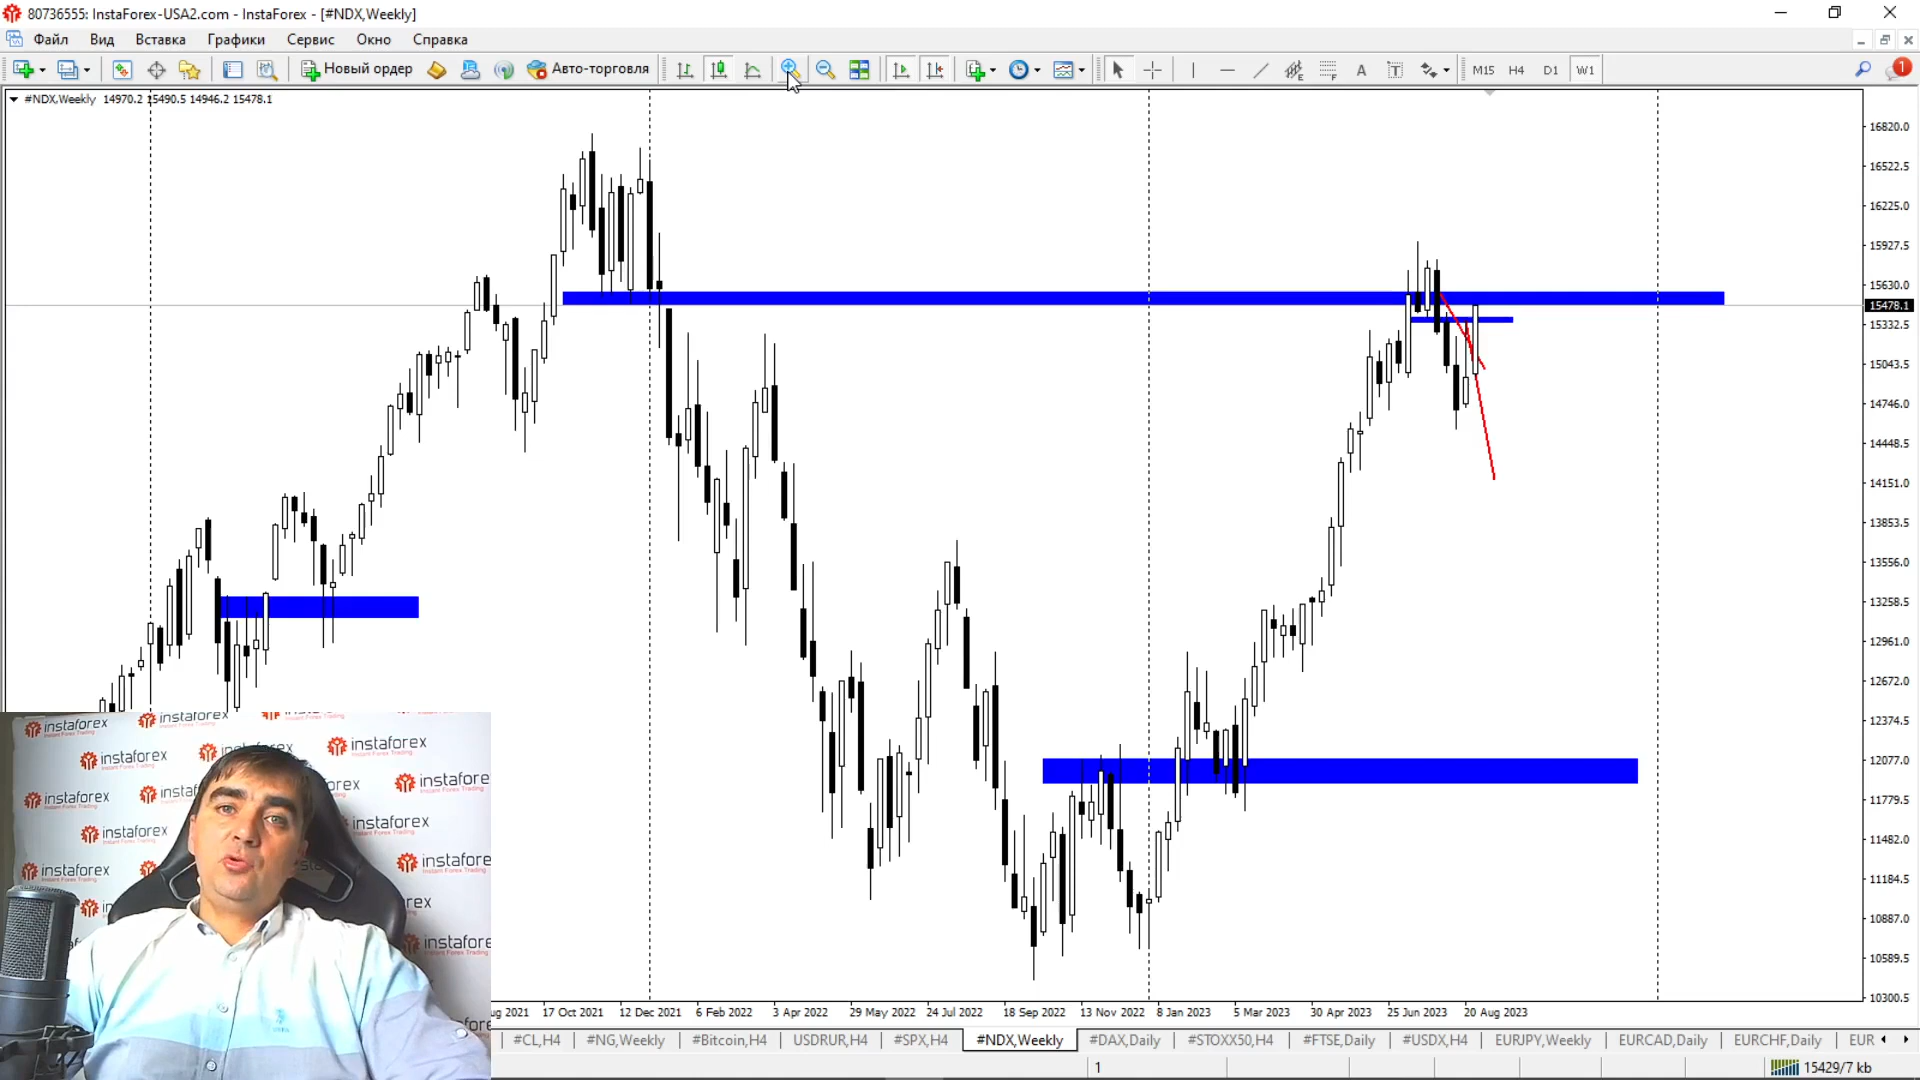 80736555: InstaForex-USA2.com - InstaForex - [#NDX,Weekly]
Файл Вид Вставка Графики Сервис Окно Справка
Новый ордер Авто-торговля A T M15 H4 D1 W1 1
#NDX,Weekly 14970.2 15490.5 14946.2 15478.1
16820.0
16522.5
16225.0
15927.5
15630.0
15478.1
15332.5
15043.5
14746.0
14448.5
14151.0
13853.5
13556.0
13258.5
12961.0
12672.0
12374.5
12077.0
11779.5
11482.0
11184.5
10887.0
10589.5
10300.5
instaforex
Instant Forex Trading
ug 2021 17 Oct 2021 12 Dec 2021 6 Feb 2022 3 Apr 2022 29 May 2022 24 Jul 2022 18 Sep 2022 13 Nov 2022 8 Jan 2023 5 Mar 2023 30 Apr 2023 25 Jun 2023 20 Aug 2023
#CL,H4 #NG,Weekly #Bitcoin,H4 USDRUR,H4 #SPX,H4 #NDX,Weekly #DAX,Daily #STOXX50,H4 #FTSE,Daily #USDX,H4 EURJPY,Weekly EURCAD,Daily EURCHF,Daily EUR
1 15429/7 kb